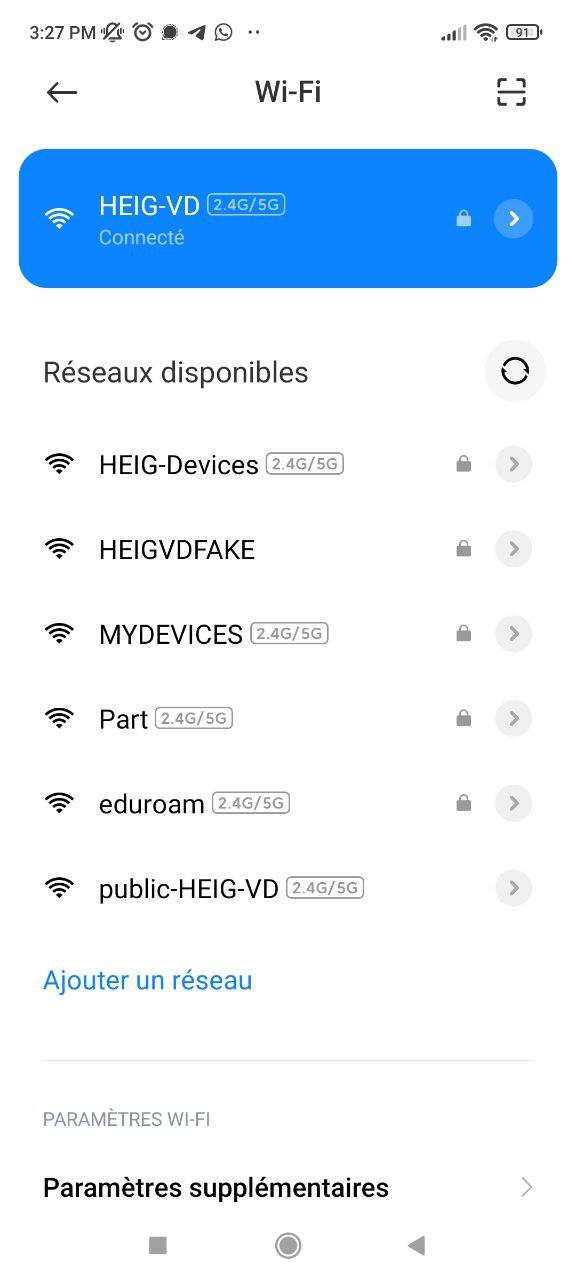 3:27 PM 91
Wi-Fi
HEIG-VD 2.4G/5G
Connecté
Réseaux disponibles
HEIG-Devices 2.4G/5G
HEIGVDFAKE
MYDEVICES 2.4G/5G
Part 2.4G/5G
eduroam 2.4G/5G
public-HEIG-VD 2.4G/5G
Ajouter un réseau
PARAMÈTRES WI-FI
Paramètres supplémentaires